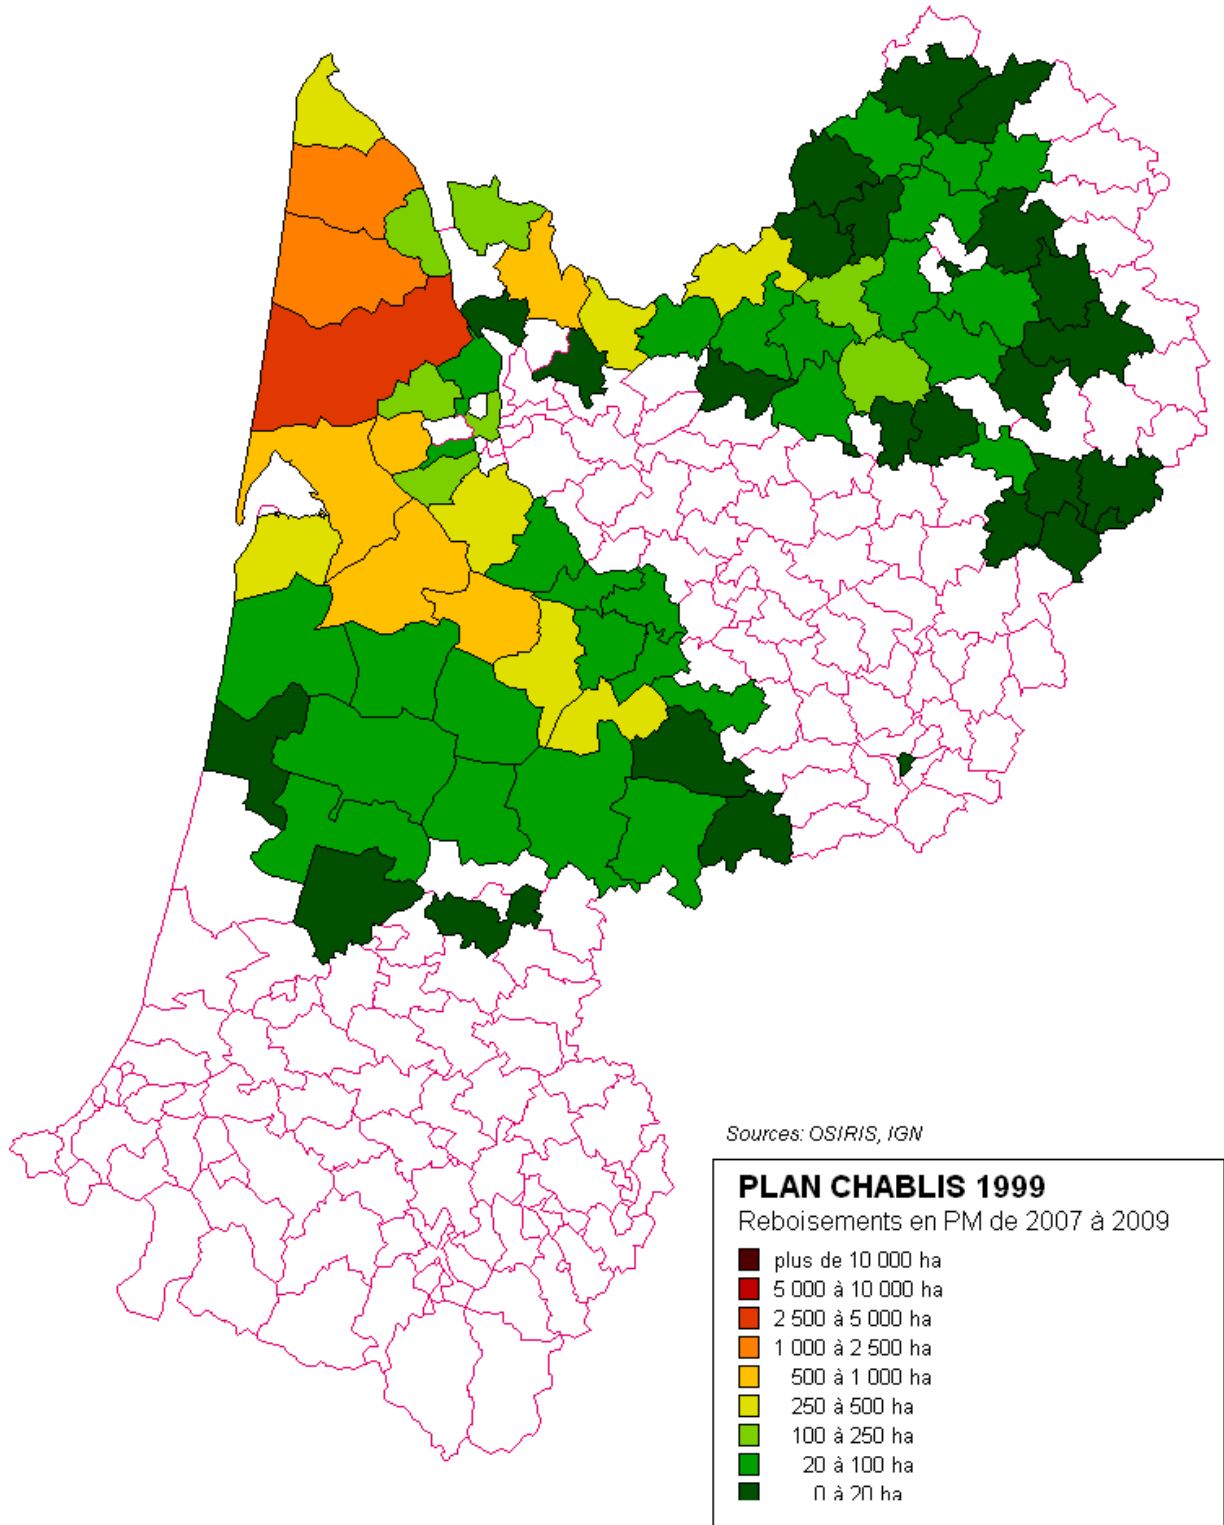 Sources: OSIRIS, IGN
PLAN CHABLIS 1999
Reboisements en PM de 2007 à 2009
plus de 10 000 ha
5 000 à 10 000 ha
2 500 à 5 000 ha
1 000 à 2 500 ha
500 à 1 000 ha
250 à 500 ha
100 à 250 ha
20 à 100 ha
0 à 20 ha